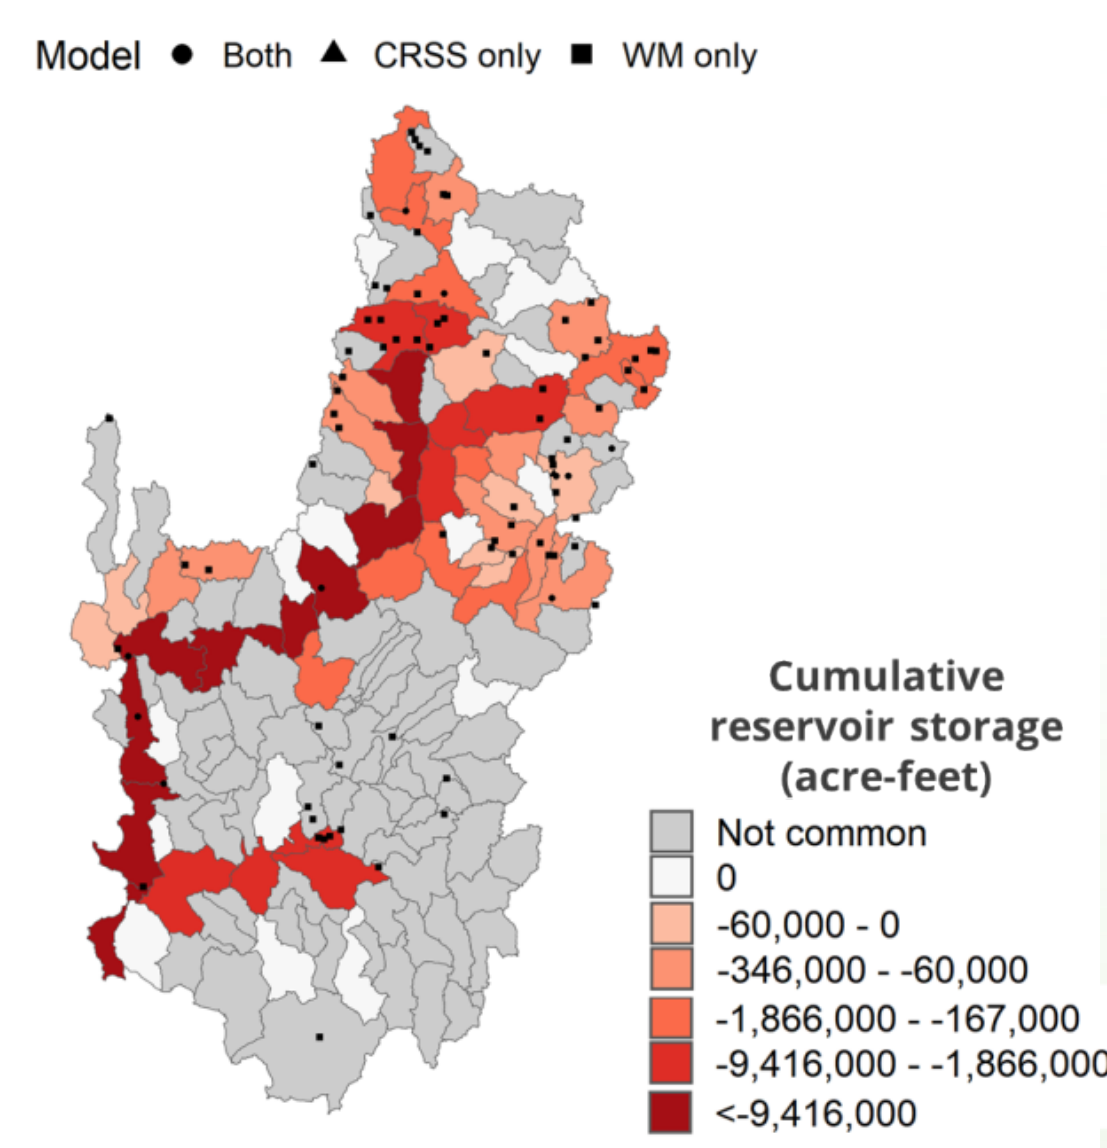 Model ● Both ▲ CRSS only ■ WM only
Cumulative
reservoir storage
(acre-feet)
Not common
0
-60,000 - 0
-346,000 - -60,000
-1,866,000 - -167,000
-9,416,000 - -1,866,000
<-9,416,000